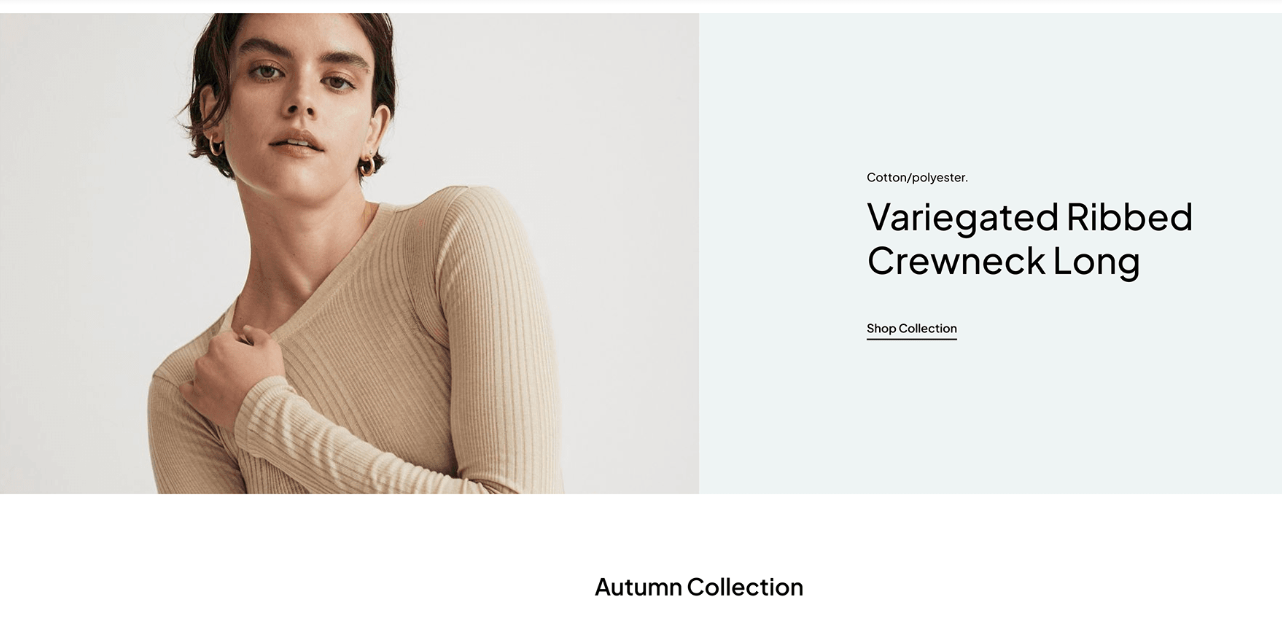 Cotton/polyester.
Variegated Ribbed
Crewneck Long
Shop Collection
Autumn Collection